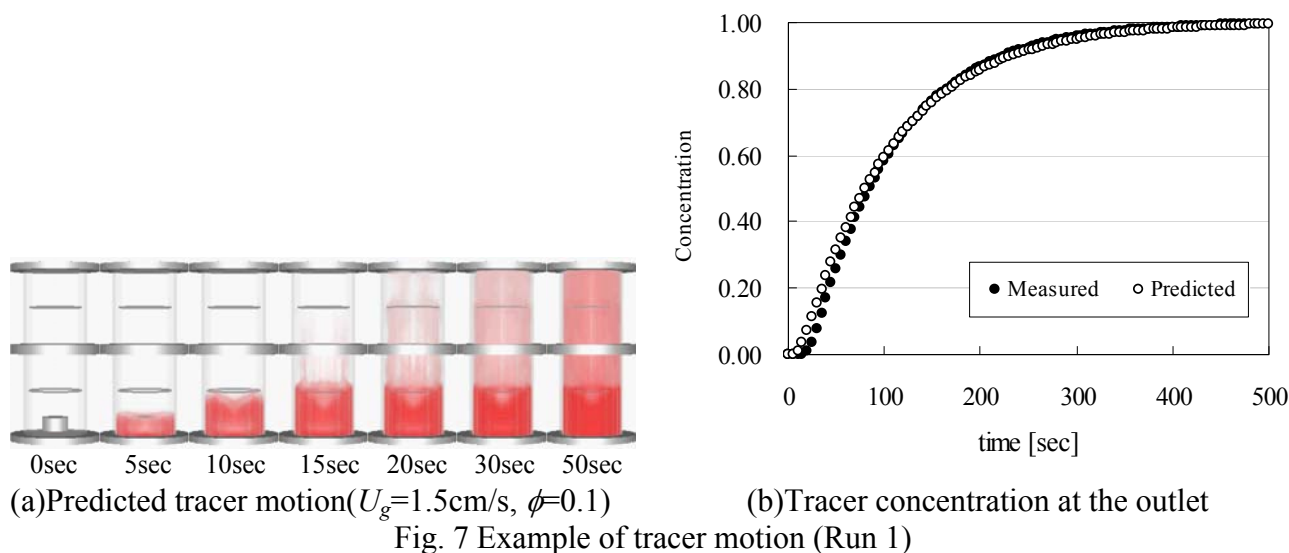 1.00
0.80
0.60
0.40
0.20
0.00
Concentration
Measured Predicted
0 100 200 300 400 500
time [sec]
0sec 5sec 10sec 15sec 20sec 30sec 50sec
(a)Predicted tracer motion(Ug=1.5cm/s, ϕ=0.1)
(b)Tracer concentration at the outlet
Fig. 7 Example of tracer motion (Run 1)